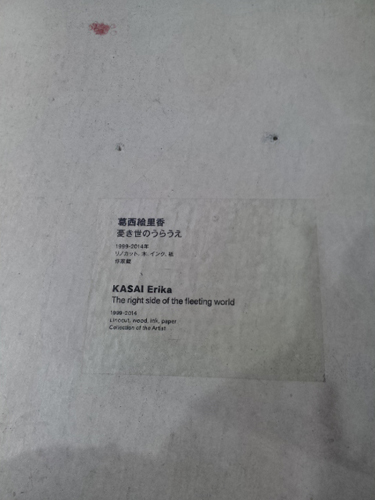 葛西絵里香
憂き世のうらうえ
1999-2014年
リノカット、木、インク、紙
作家蔵
KASAI Erika
The right side of the fleeting world
1999-2014
Linocut, wood, ink, paper
Collection of the Artist